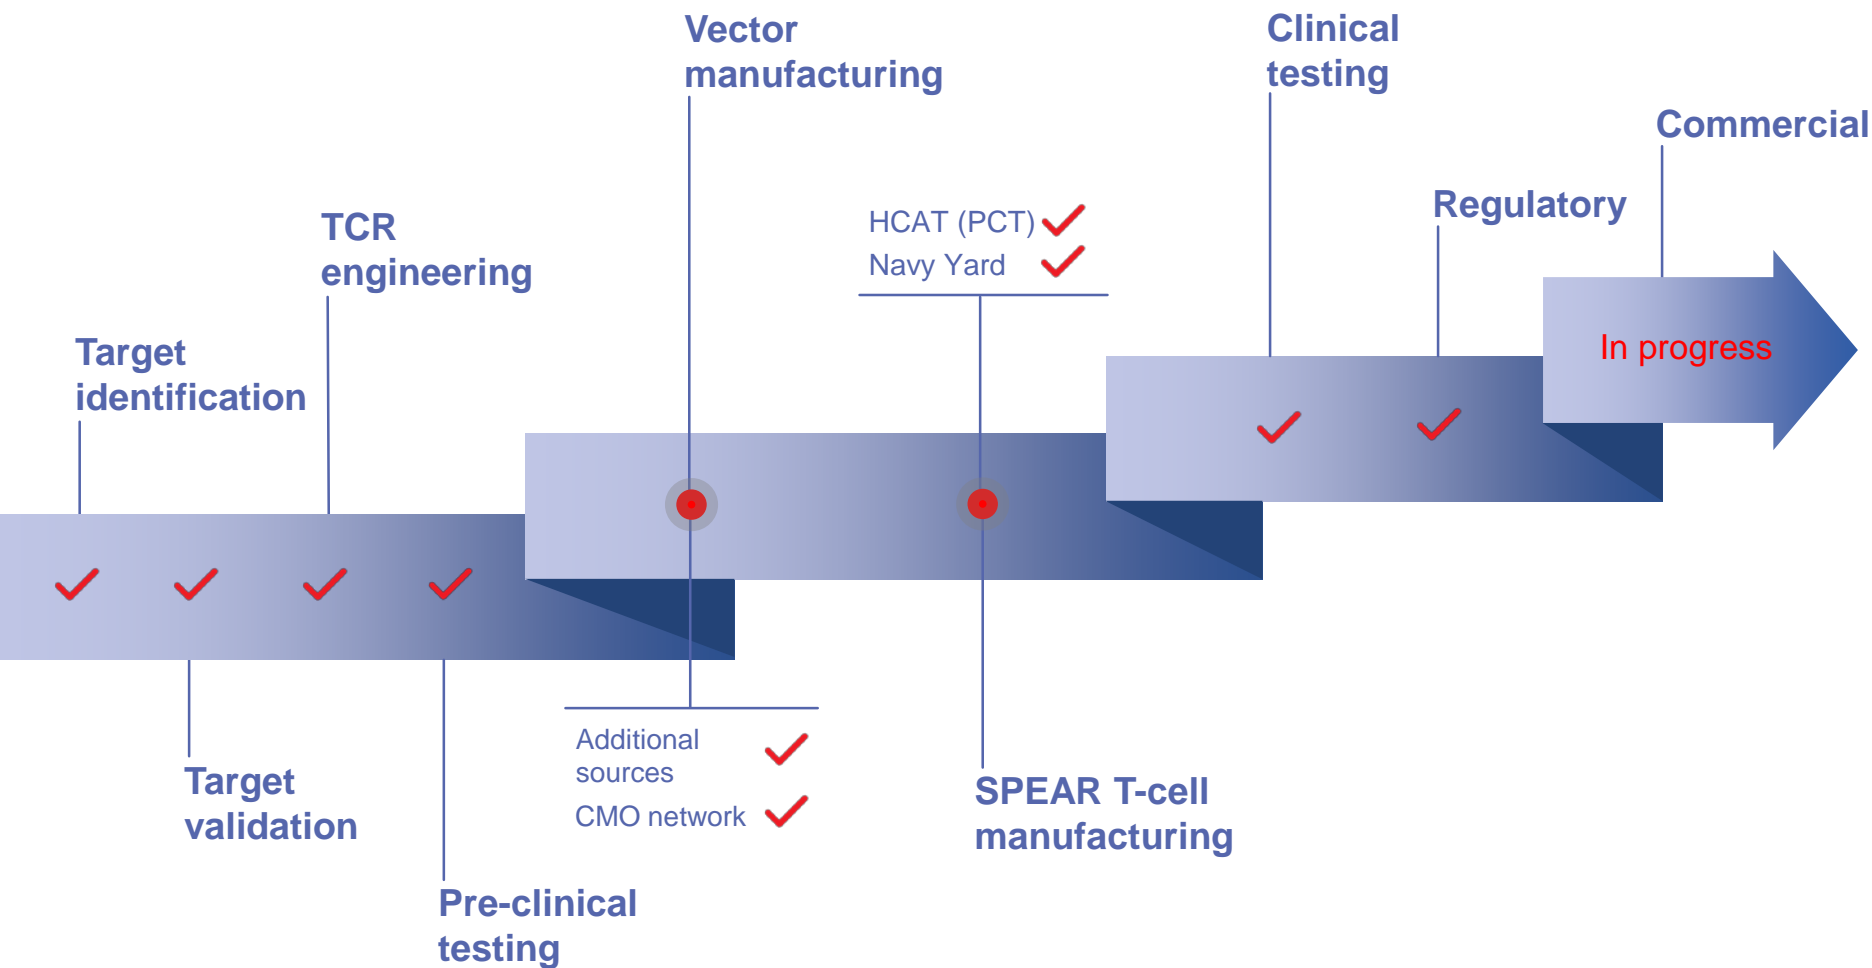 Vector
manufacturing
Clinical
testing
Commercial
Regulatory
HCAT (PCT)
Navy Yard
TCR
engineering
Target
identification
In progress
Additional
sources
CMO network
Target
validation
SPEAR T-cell
manufacturing
Pre-clinical
testing